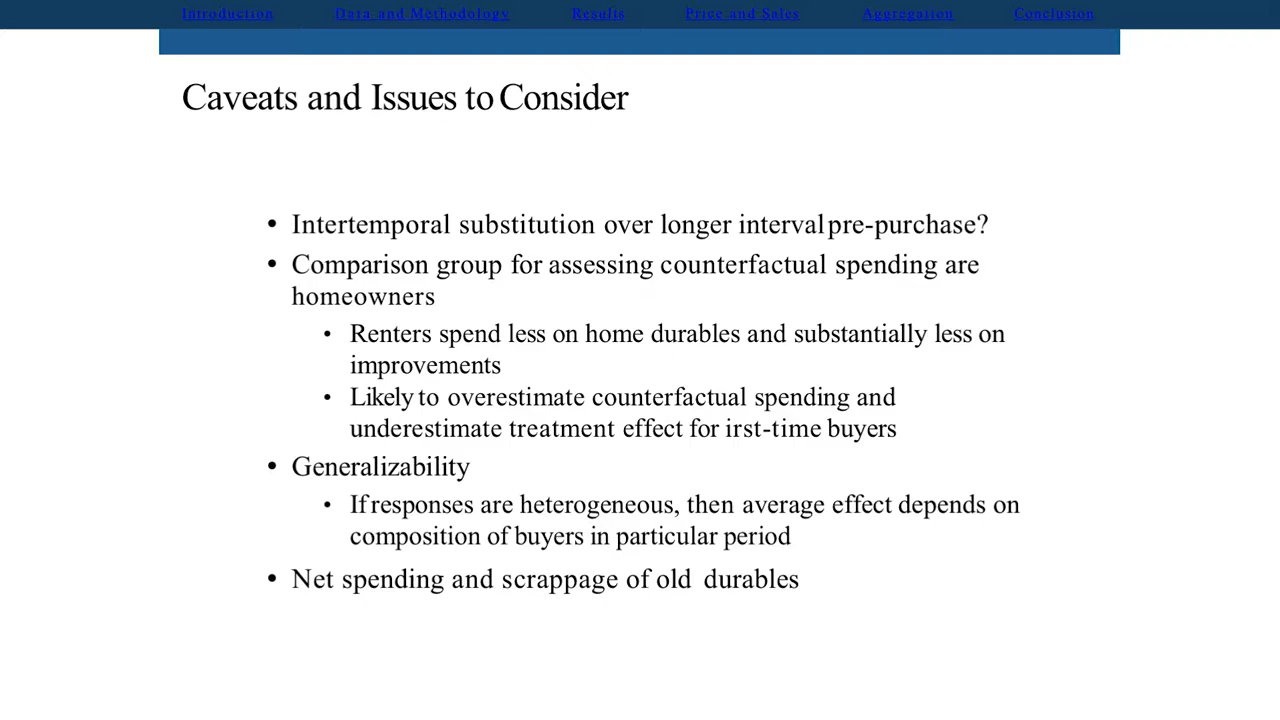 Introduction Data and Methodology Results Price and Sales Aggregation Conclusion
Caveats and Issues to Consider
• Intertemporal substitution over longer interval pre-purchase?
• Comparison group for assessing counterfactual spending are
homeowners
• Renters spend less on home durables and substantially less on
improvements
• Likely to overestimate counterfactual spending and
underestimate treatment effect for irst-time buyers
• Generalizability
• If responses are heterogeneous, then average effect depends on
composition of buyers in particular period
• Net spending and scrappage of old durables